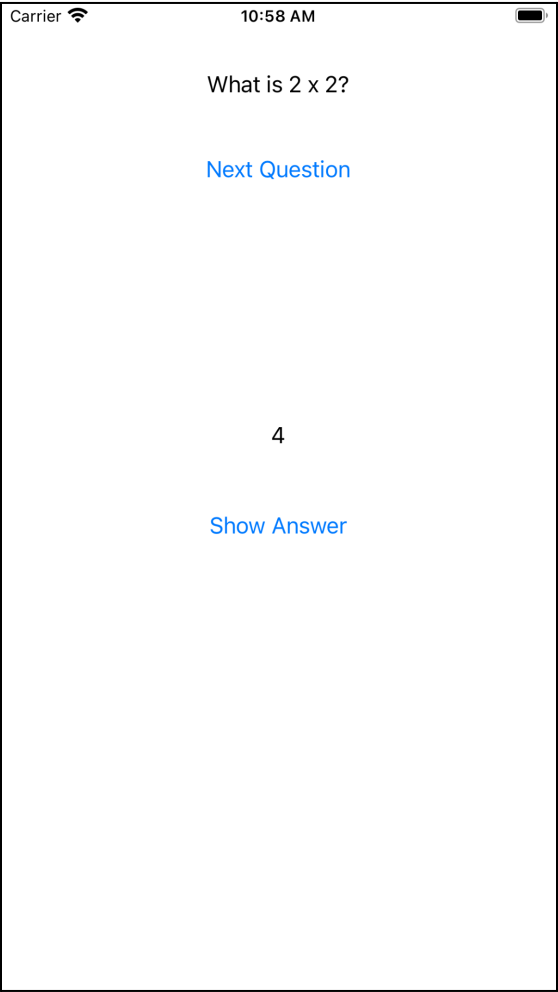 Carrier 10:58 AM
What is 2 x 2?
Next Question
4
Show Answer